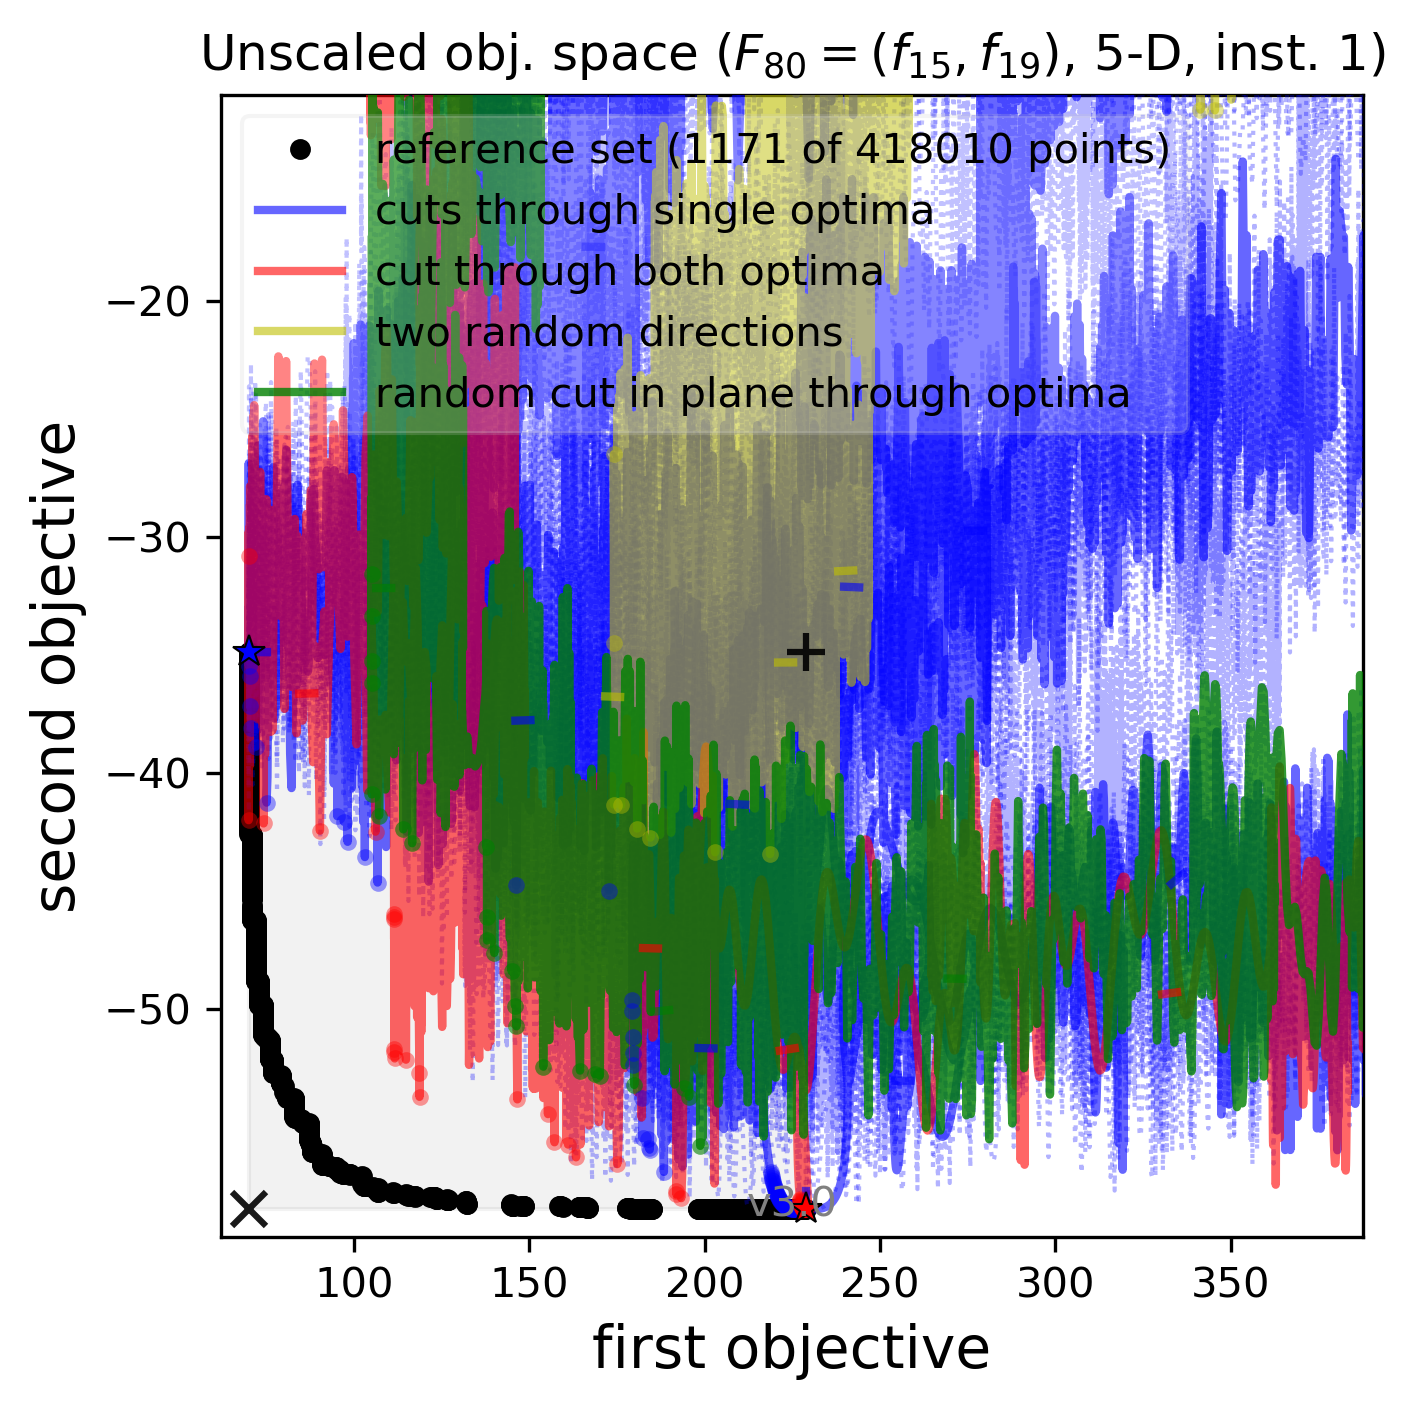 Unscaled obj. space (F₈₀ = (f₁₅, f₁₉), 5-D, inst. 1)
reference set (1171 of 418010 points)
cuts through single optima
cut through both optima
two random directions
random cut in plane through optima
second objective
−20
−30
−40
−50
v3.0
100 150 200 250 300 350
first objective